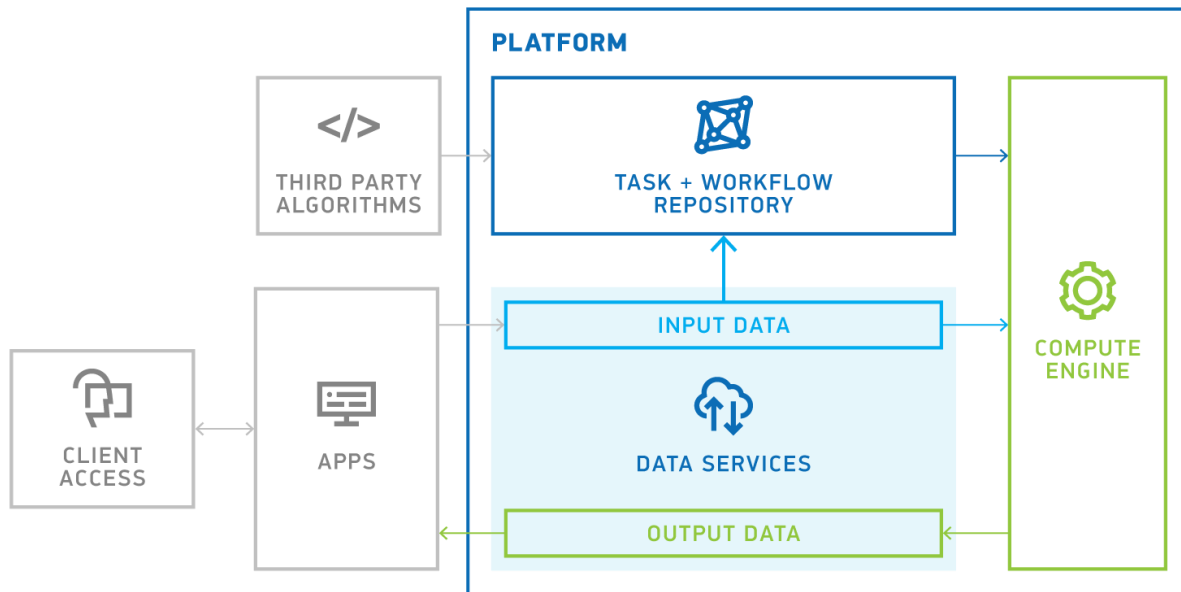 PLATFORM
</>
THIRD PARTY
ALGORITHMS
TASK + WORKFLOW
REPOSITORY
INPUT DATA
COMPUTE
ENGINE
CLIENT
ACCESS
APPS
DATA SERVICES
OUTPUT DATA